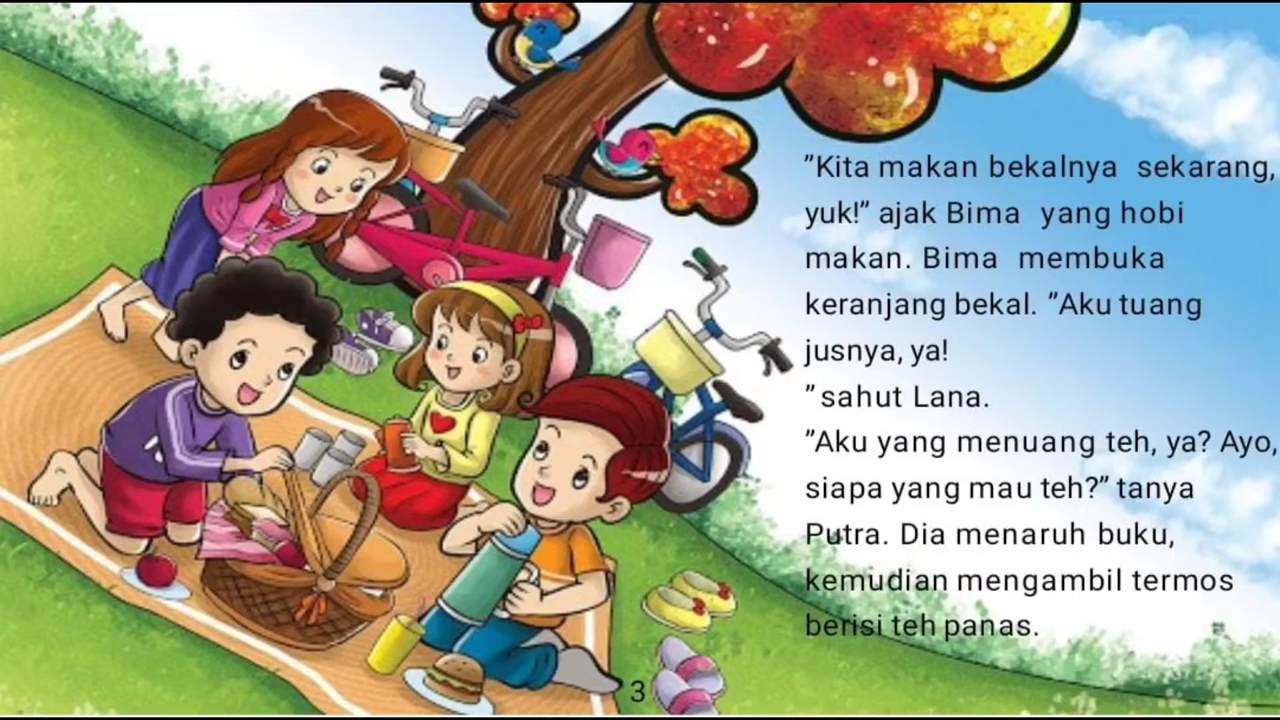 ”Kita makan bekalnya sekarang,
yuk!” ajak Bima yang hobi
makan. Bima membuka
keranjang bekal. ”Aku tuang
jusnya, ya!
” sahut Lana.
”Aku yang menuang teh, ya? Ayo,
siapa yang mau teh?” tanya
Putra. Dia menaruh buku,
kemudian mengambil termos
berisi teh panas.
3